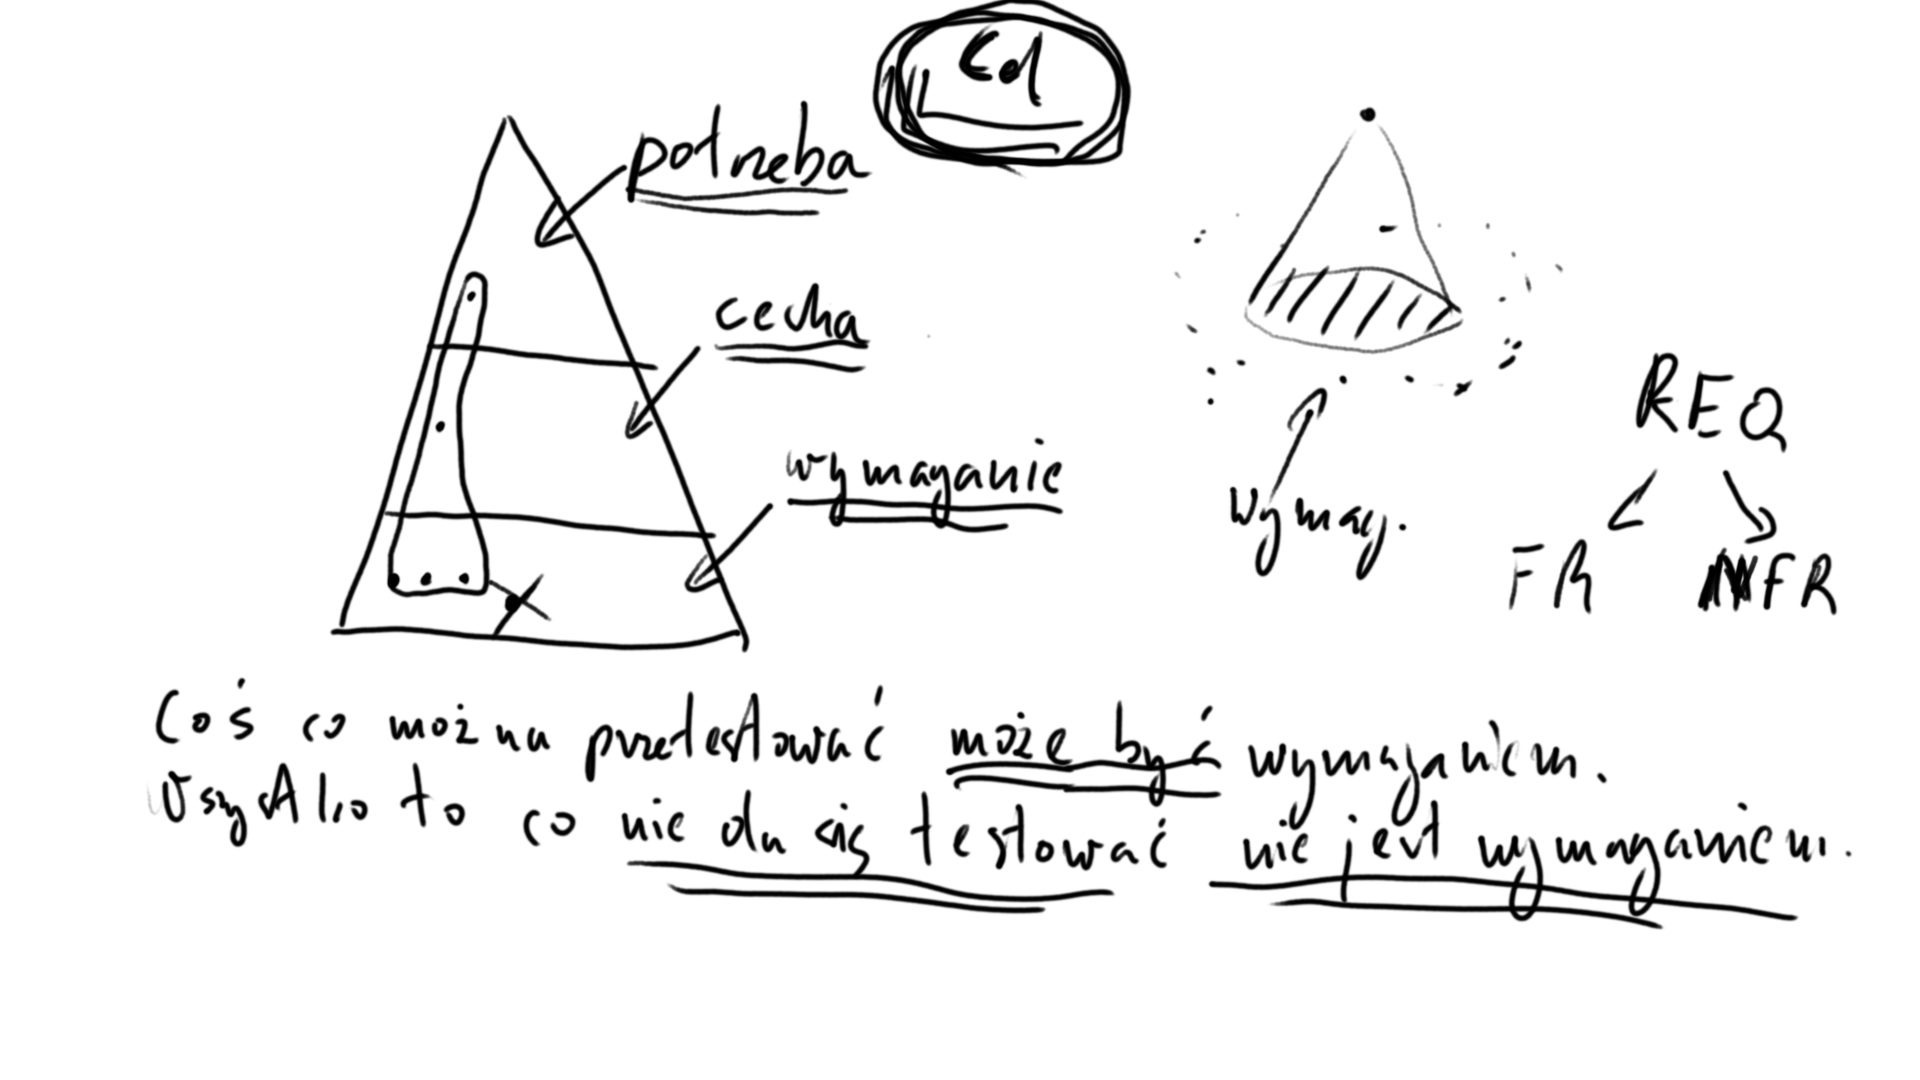 Cel
potrzeba
cecha
wymaganie
wymag.
REQ
FR
NFR
Coś co można przetestować może być wymaganiem.
Wszystko to co nie da się testować nie jest wymaganiem.